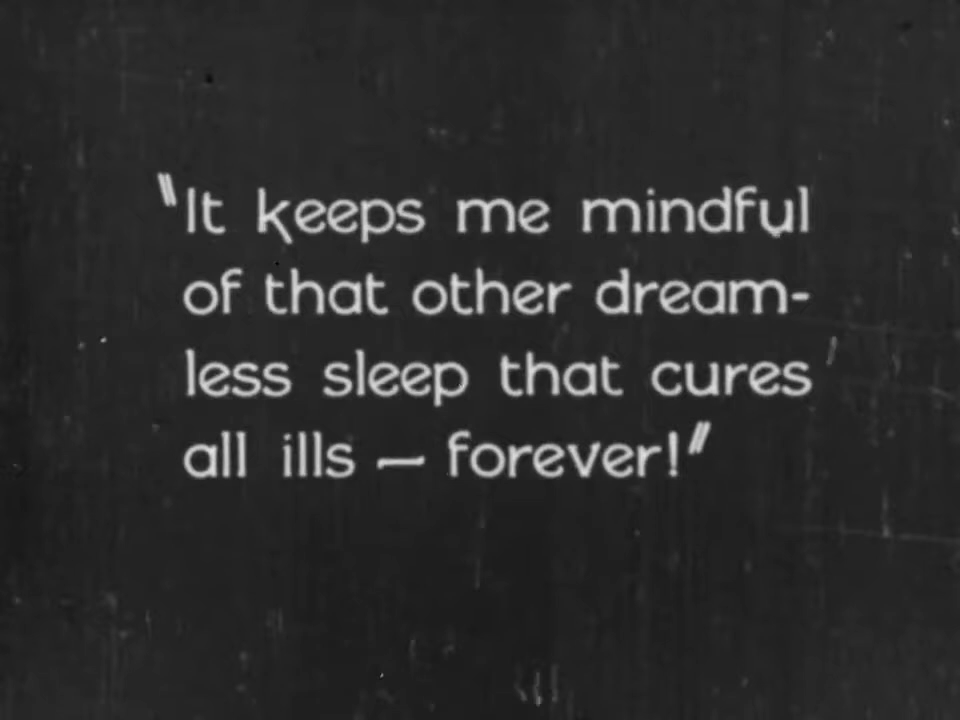 "It keeps me mindful
of that other dream-
less sleep that cures
all ills — forever!"